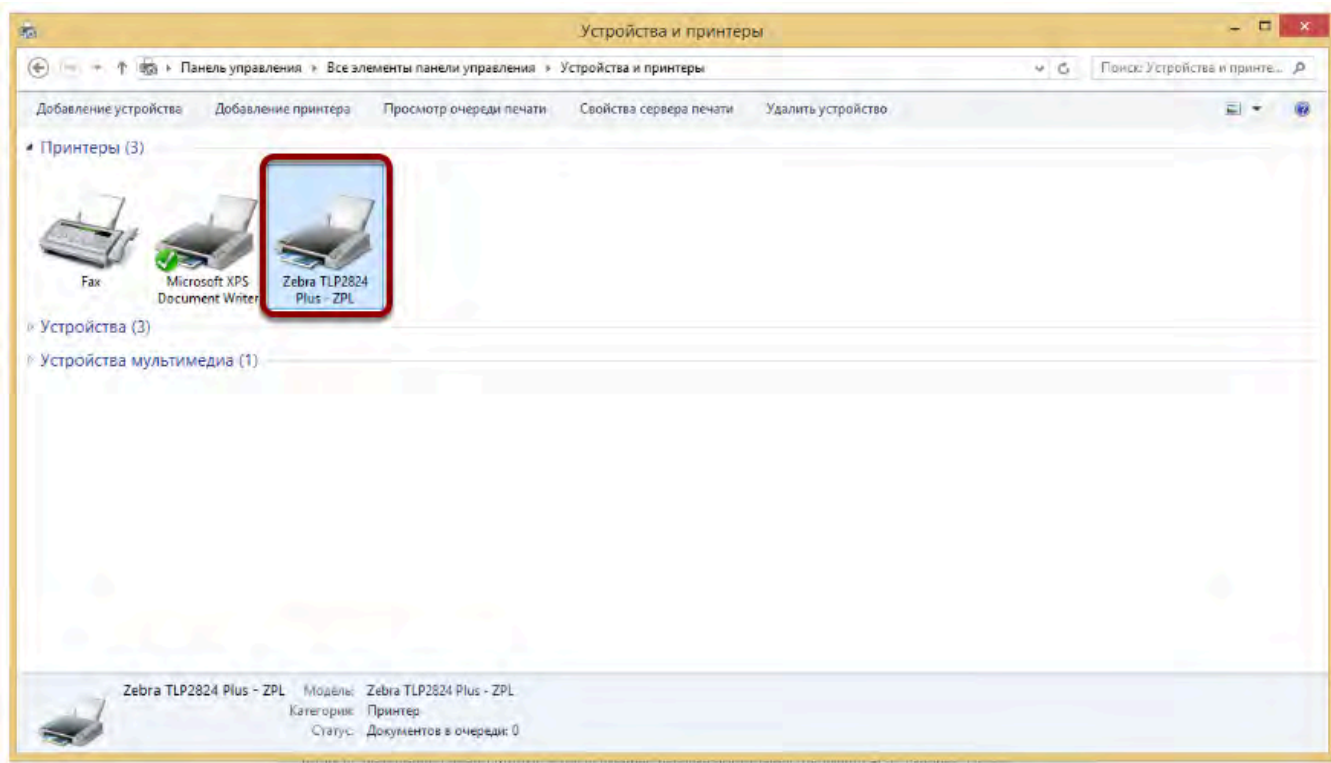 Устройства и принтеры
Панель управления Все элементы панели управления Устройства и принтеры
Поиск: Устройства и принте...
Добавление устройства Добавление принтера Просмотр очереди печати Свойства сервера печати Удалить устройство
Принтеры (3)
Fax
Microsoft XPS
Document Writer
Zebra TLP2824
Plus - ZPL
Устройства (3)
Устройства мультимедиа (1)
Zebra TLP2824 Plus - ZPL Модель: Zebra TLP2824 Plus - ZPL
Категория: Принтер
Статус: Документов в очереди: 0